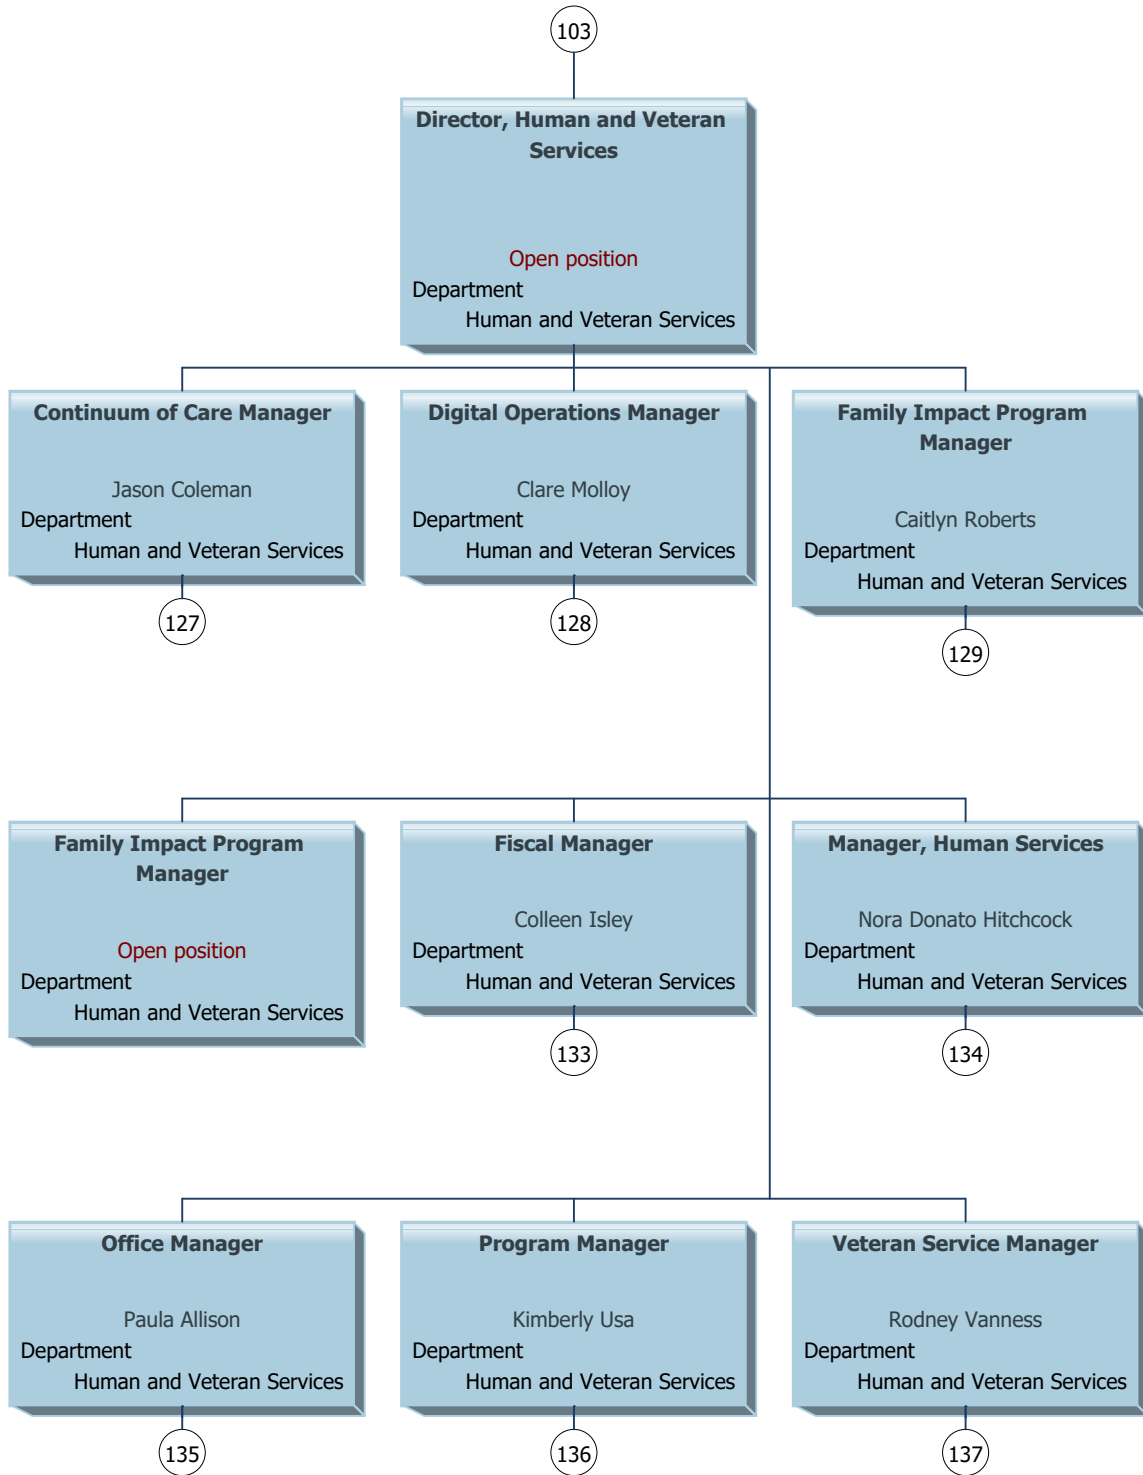 103
Director, Human and Veteran
Services
Open position
Department
Human and Veteran Services
Continuum of Care Manager
Jason Coleman
Department
Human and Veteran Services
127
Digital Operations Manager
Clare Molloy
Department
Human and Veteran Services
128
Family Impact Program
Manager
Caitlyn Roberts
Department
Human and Veteran Services
129
Family Impact Program
Manager
Open position
Department
Human and Veteran Services
Fiscal Manager
Colleen Isley
Department
Human and Veteran Services
133
Manager, Human Services
Nora Donato Hitchcock
Department
Human and Veteran Services
134
Office Manager
Paula Allison
Department
Human and Veteran Services
135
Program Manager
Kimberly Usa
Department
Human and Veteran Services
136
Veteran Service Manager
Rodney Vanness
Department
Human and Veteran Services
137